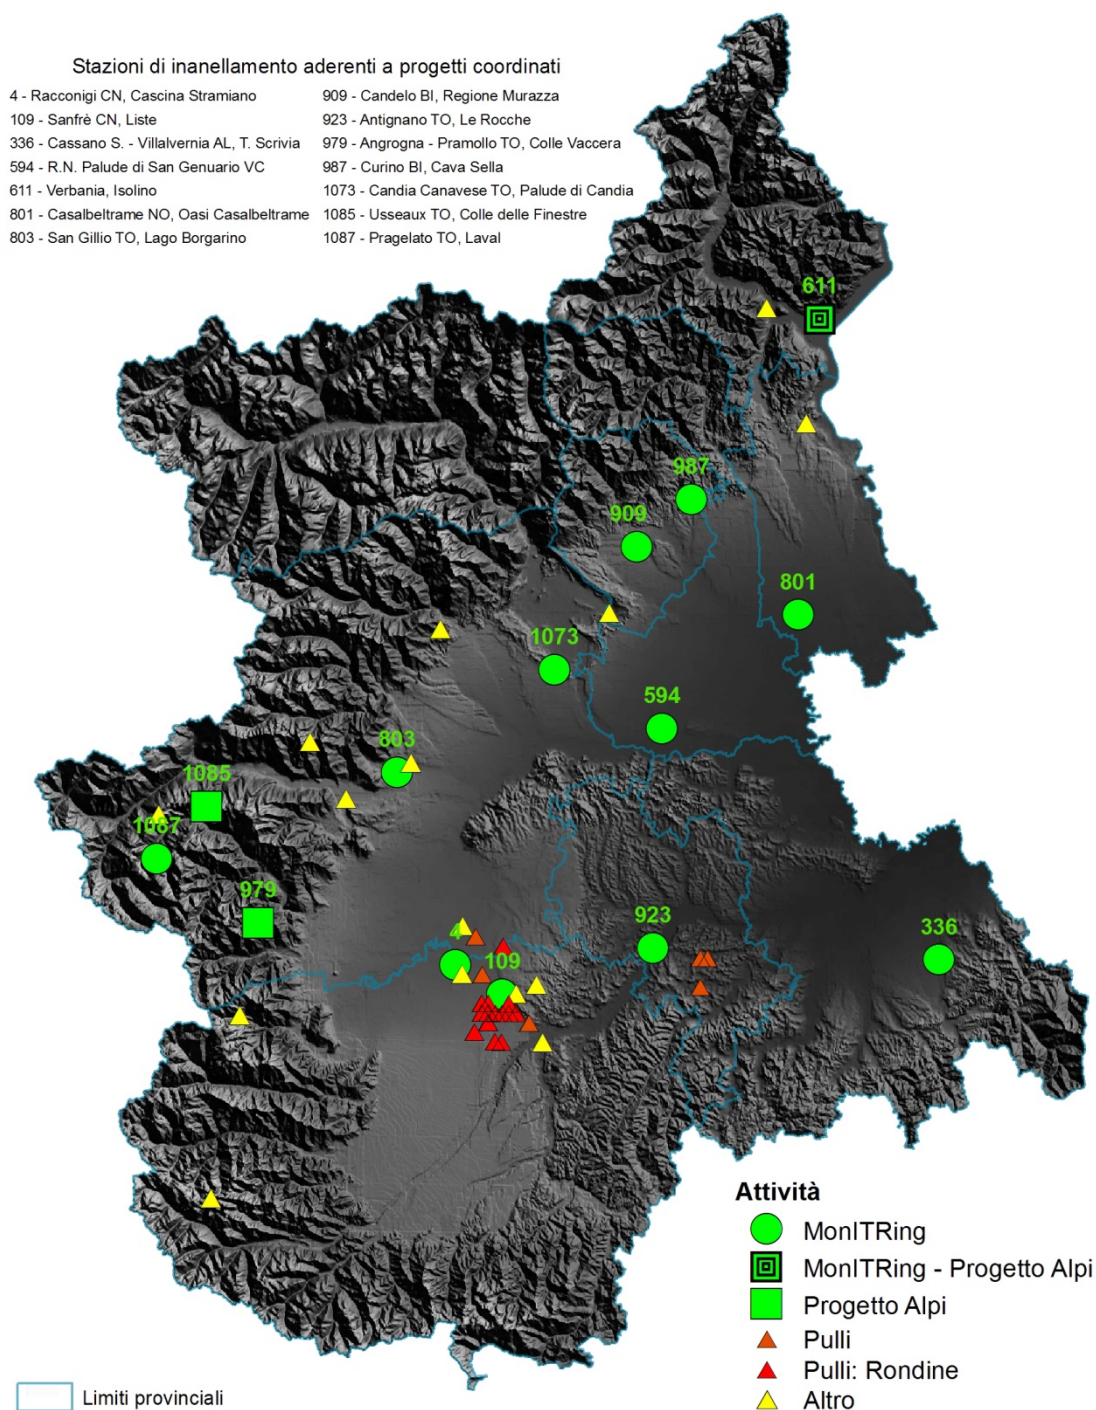 Stazioni di inanellamento aderenti a progetti coordinati
4 - Racconigi CN, Cascina Stramiano
109 - Sanfrè CN, Liste
336 - Cassano S. - Villalvernia AL, T. Scrivia
594 - R.N. Palude di San Genuario VC
611 - Verbania, Isolino
801 - Casalbeltrame NO, Oasi Casalbeltrame
803 - San Gillio TO, Lago Borgarino
909 - Candelo BI, Regione Murazza
923 - Antignano TO, Le Rocche
979 - Angrogna - Pramollo TO, Colle Vaccera
987 - Curino BI, Cava Sella
1073 - Candia Canavese TO, Palude di Candia
1085 - Usseaux TO, Colle delle Finestre
1087 - Pragelato TO, Laval
611
987
909
801
1073
594
803
1085
1087
979
923
336
4
109
Attività
MonITRing
MonITRing - Progetto Alpi
Progetto Alpi
Pulli
Pulli: Rondine
Altro
Limiti provinciali